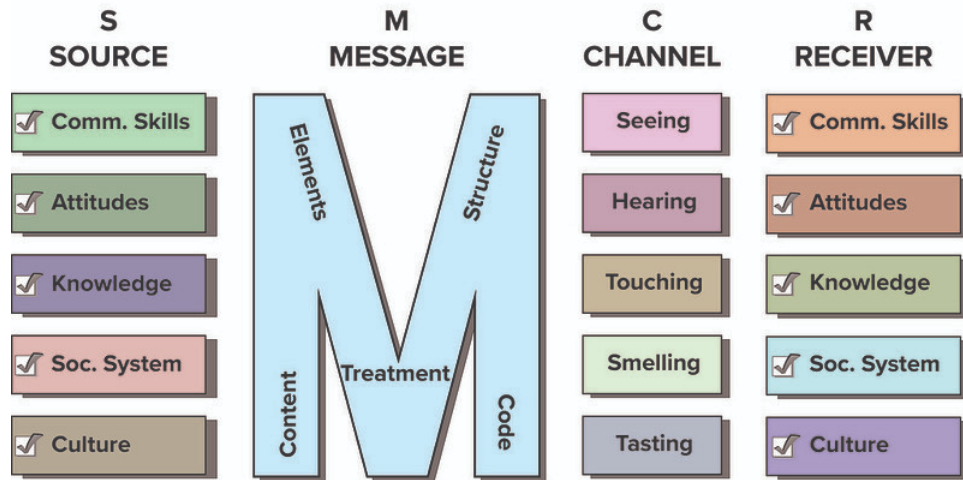 S
SOURCE
Comm. Skills
Attitudes
Knowledge
Soc. System
Culture
M
MESSAGE
Elements
Structure
Content
Treatment
Code
C
CHANNEL
Seeing
Hearing
Touching
Smelling
Tasting
R
RECEIVER
Comm. Skills
Attitudes
Knowledge
Soc. System
Culture